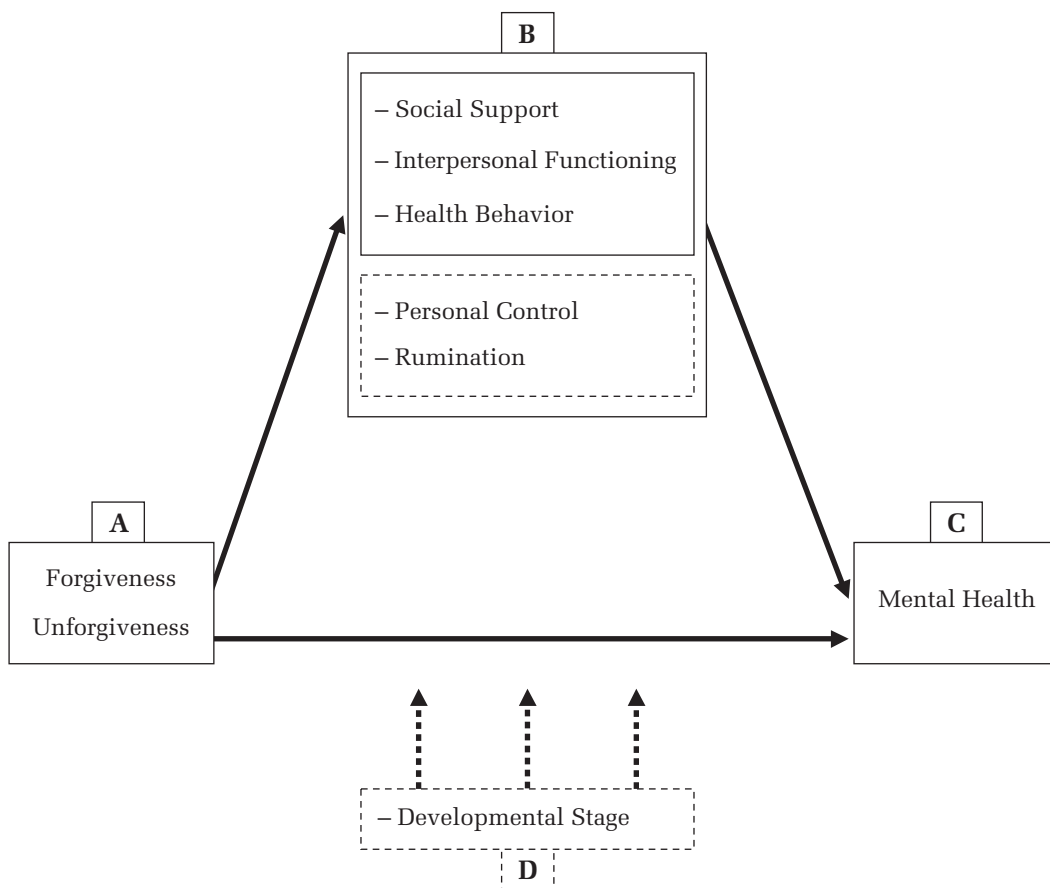 B
– Social Support
– Interpersonal Functioning
– Health Behavior
– Personal Control
– Rumination
A
Forgiveness
Unforgiveness
C
Mental Health
– Developmental Stage
D